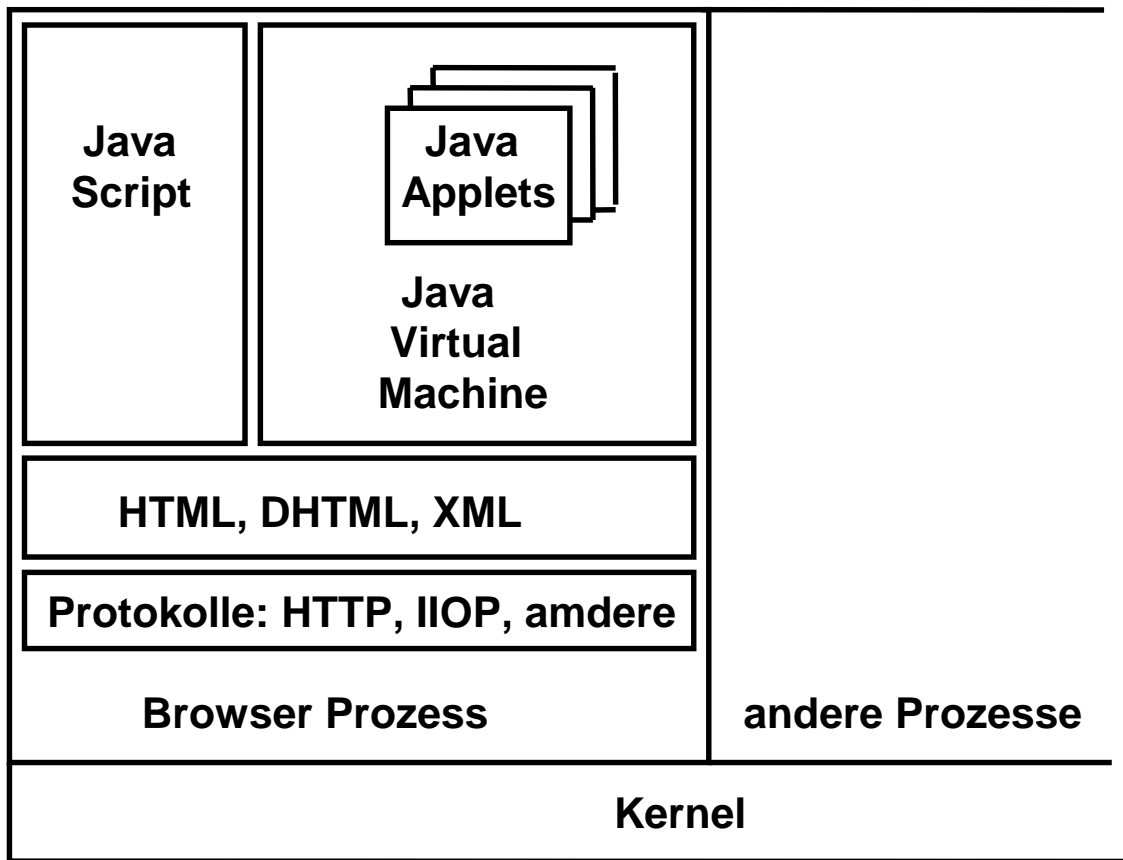 Java
Script
Java
Applets
Java
Virtual
Machine
HTML, DHTML, XML
Protokolle: HTTP, IIOP, amdere
Browser Prozess
andere Prozesse
Kernel